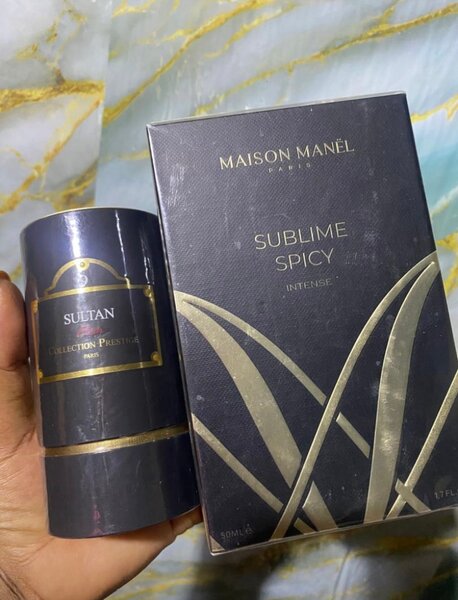 MAISON MANËL
PARIS
SUBLIME
SPICY
INTENSE
50ML e
1.7 FL
SULTAN
COLLECTION PRESTIGE
PARIS